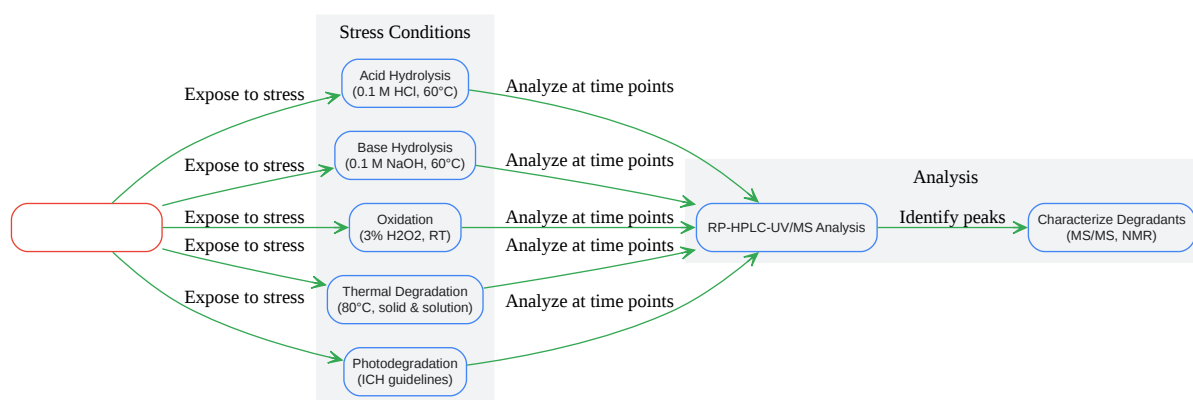 Stress Conditions
Expose to stress
Acid Hydrolysis
(0.1 M HCl, 60°C)
Analyze at time points
Expose to stress
Base Hydrolysis
(0.1 M NaOH, 60°C)
Analyze at time points
Expose to stress
Oxidation
(3% H2O2, RT)
Analyze at time points
Expose to stress
Thermal Degradation
(80°C, solid & solution)
Analyze at time points
Expose to stress
Photodegradation
(ICH guidelines)
Analyze at time points
Analysis
RP-HPLC-UV/MS Analysis
Identify peaks
Characterize Degradants
(MS/MS, NMR)